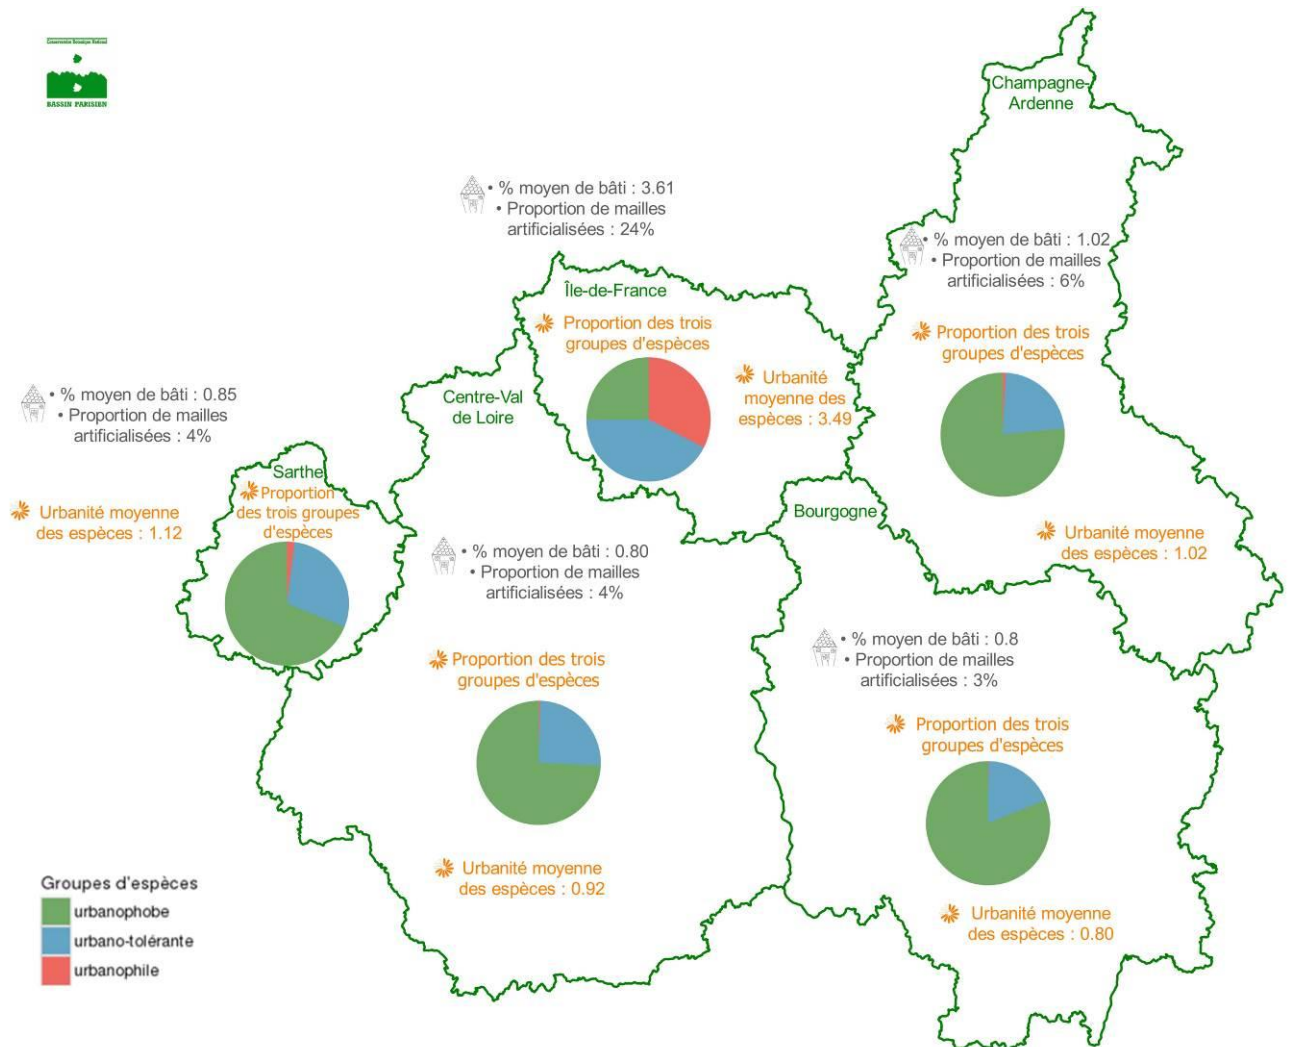 Conservatoire Botanique National
BASSIN PARISIEN
Champagne-
Ardenne
• % moyen de bâti : 3.61
• Proportion de mailles
artificialisées : 24%
• % moyen de bâti : 1.02
• Proportion de mailles
artificialisées : 6%
Île-de-France
Proportion des trois
groupes d'espèces
Proportion des trois
groupes d'espèces
Urbanité
moyenne des
espèces : 3.49
• % moyen de bâti : 0.85
• Proportion de mailles
artificialisées : 4%
Centre-Val
de Loire
Sarthe
Proportion
des trois groupes
d'espèces
Urbanité moyenne
des espèces : 1.12
Bourgogne
Urbanité moyenne
des espèces : 1.02
• % moyen de bâti : 0.80
• Proportion de mailles
artificialisées : 4%
• % moyen de bâti : 0.8
• Proportion de mailles
artificialisées : 3%
Proportion des trois
groupes d'espèces
Proportion des trois
groupes d'espèces
Urbanité moyenne
des espèces : 0.92
Urbanité moyenne
des espèces : 0.80
Groupes d'espèces
urbanophobe
urbano-tolérante
urbanophile